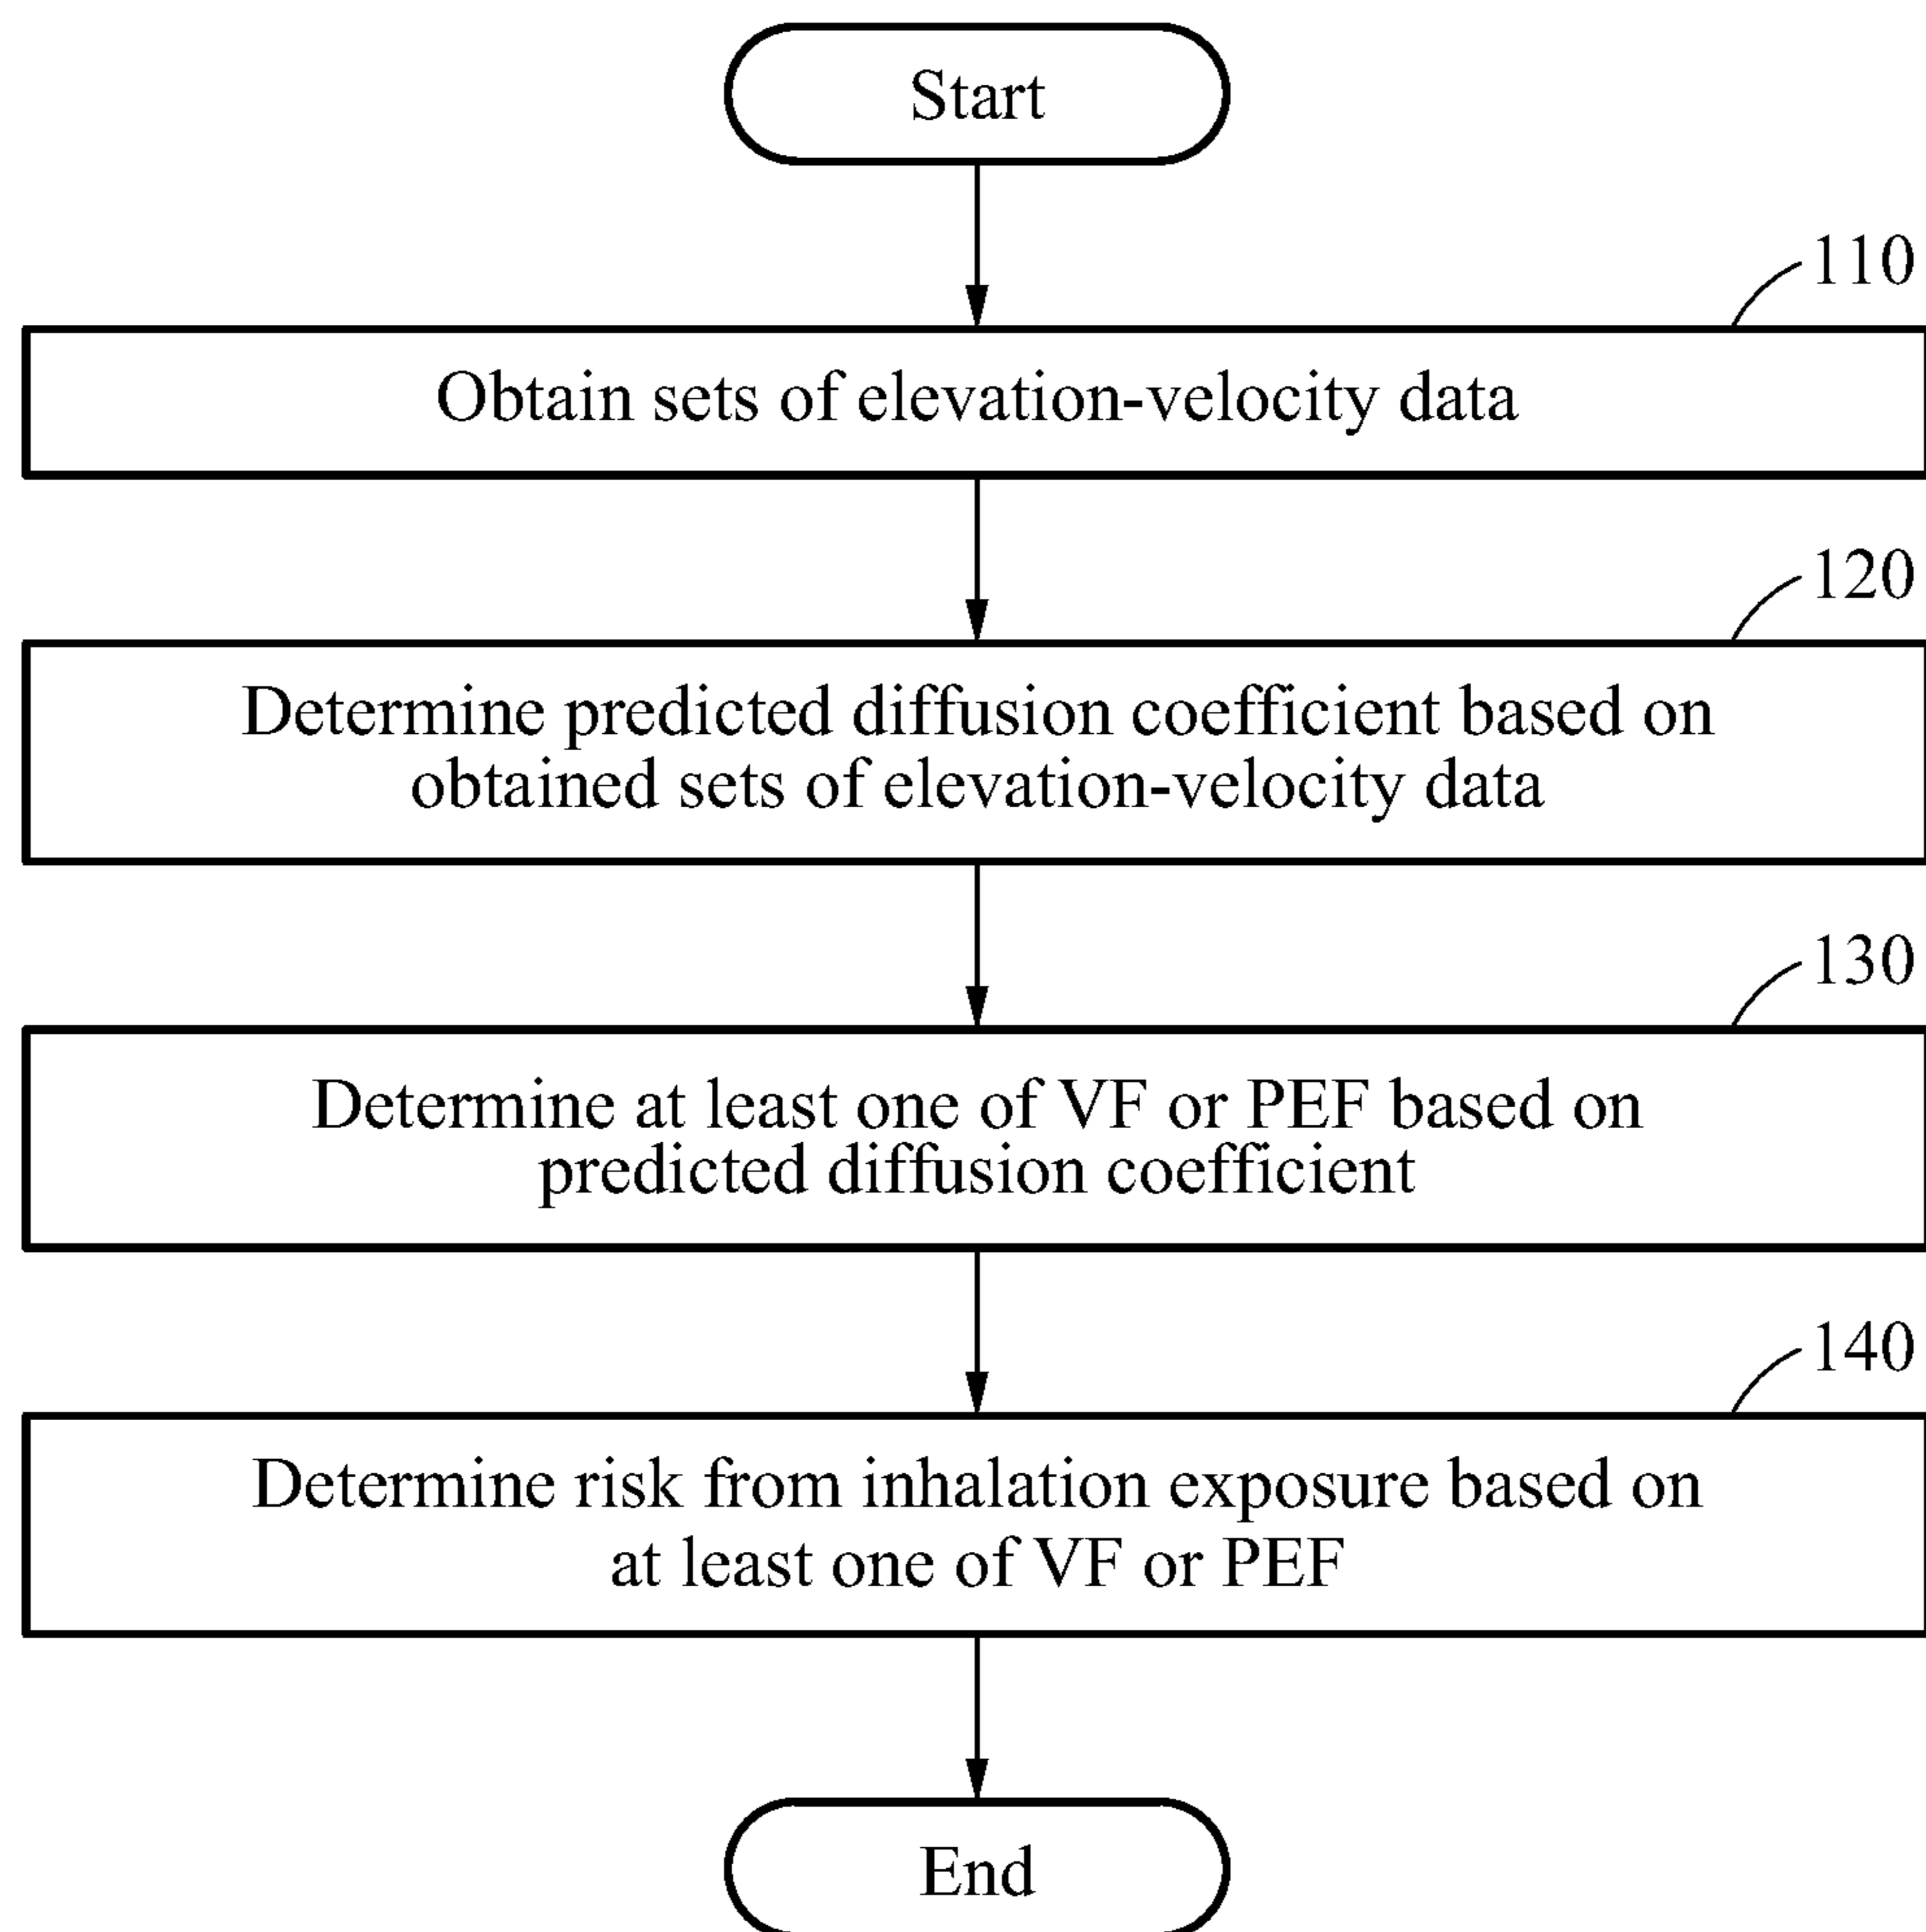 Start
110
Obtain sets of elevation-velocity data
120
Determine predicted diffusion coefficient based on
obtained sets of elevation-velocity data
130
Determine at least one of VF or PEF based on
predicted diffusion coefficient
140
Determine risk from inhalation exposure based on
at least one of VF or PEF
End